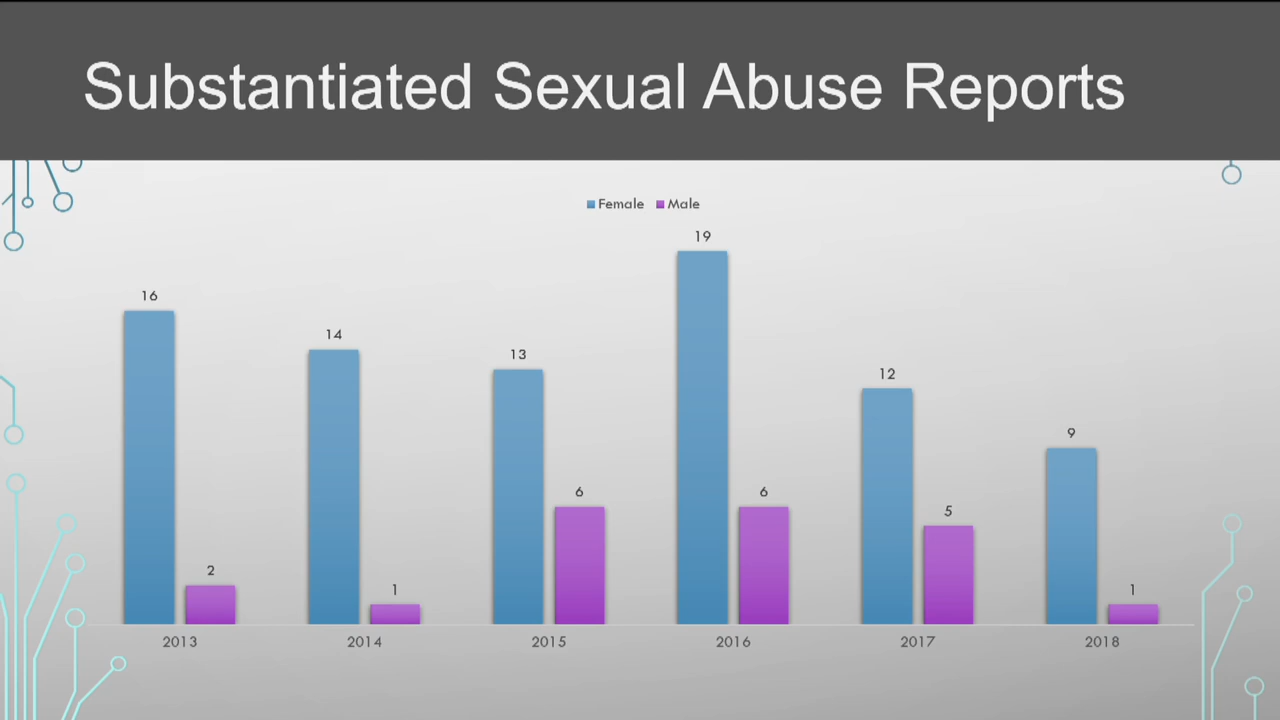 Substantiated Sexual Abuse Reports
Female Male
16 2
14 1
13 6
19 6
12 5
9 1
2013 2014 2015 2016 2017 2018